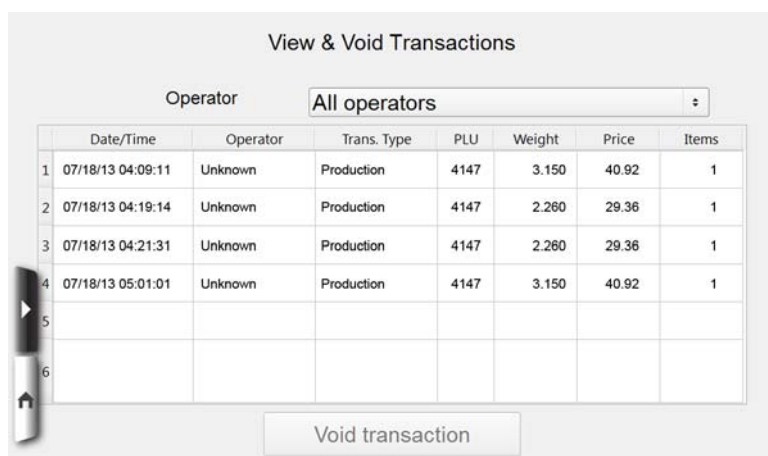 View & Void Transactions
Operator All operators
Date/Time Operator Trans. Type PLU Weight Price Items
1 07/18/13 04:09:11 Unknown Production 4147 3.150 40.92 1
2 07/18/13 04:19:14 Unknown Production 4147 2.260 29.36 1
3 07/18/13 04:21:31 Unknown Production 4147 2.260 29.36 1
4 07/18/13 05:01:01 Unknown Production 4147 3.150 40.92 1
5
6
Void transaction